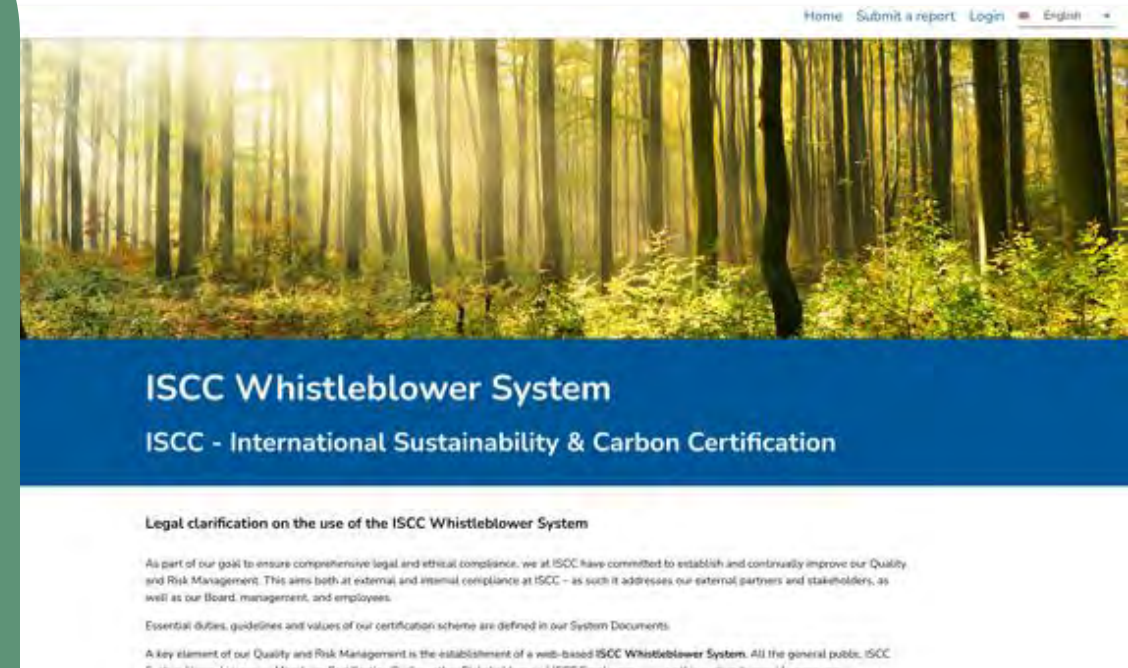 Home Submit a report Login English
ISCC Whistleblower System
ISCC - International Sustainability & Carbon Certification
Legal clarification on the use of the ISCC Whistleblower System
As part of our goal to ensure comprehensive legal and ethical compliance, we at ISCC have committed to establish and continually improve our Quality
and Risk Management. This aims both at external and internal compliance at ISCC – as such it addresses our external partners and stakeholders, as
well as our Board, management, and employees.
Essential duties, guidelines and values of our certification scheme are defined in our System Documents.
A key element of our Quality and Risk Management is the establishment of a web-based ISCC Whistleblower System. All the general public, ISCC